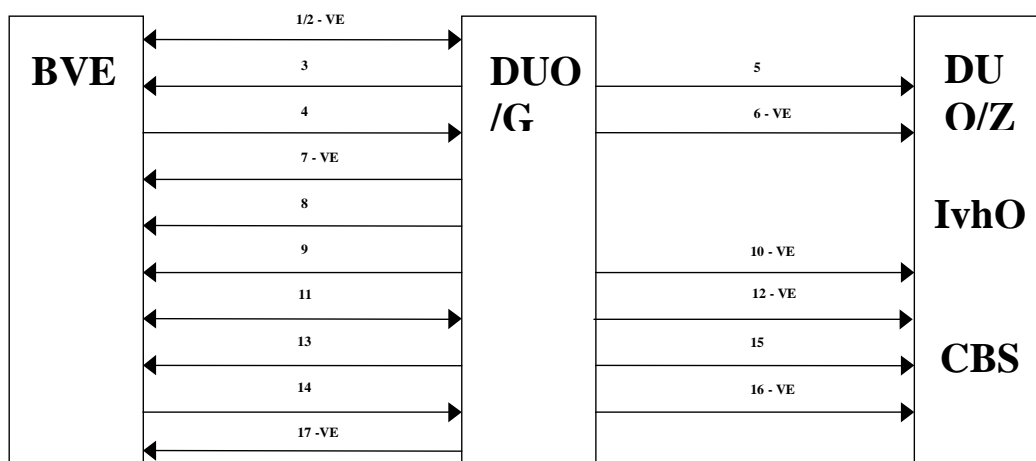 1/2 - VE
BVE
DUO
/G
DU
O/Z
3
5
4
6 - VE
7 - VE
8
IvhO
9
10 - VE
11
12 - VE
13
15
CBS
14
16 - VE
17 -VE